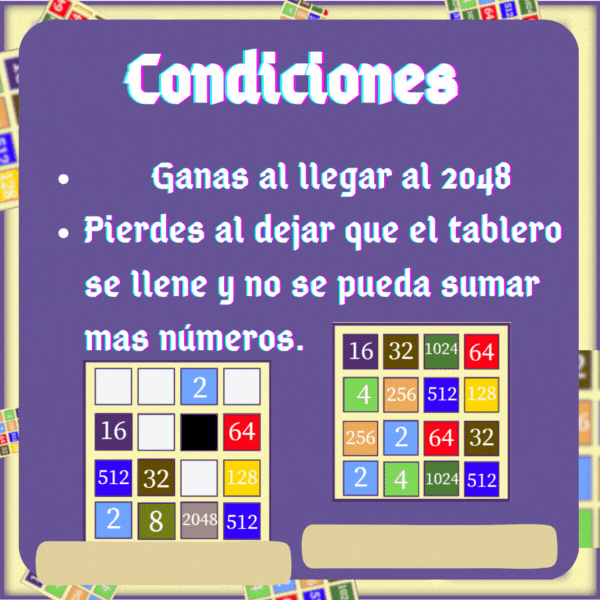 Condiciones
Ganas al llegar al 2048
Pierdes al dejar que el tablero
se llene y no se pueda sumar
mas números.
2
16 64
512 32 128
2 8 2048 512
16 32 1024 64
4 256 512 128
256 2 64 32
2 4 1024 512